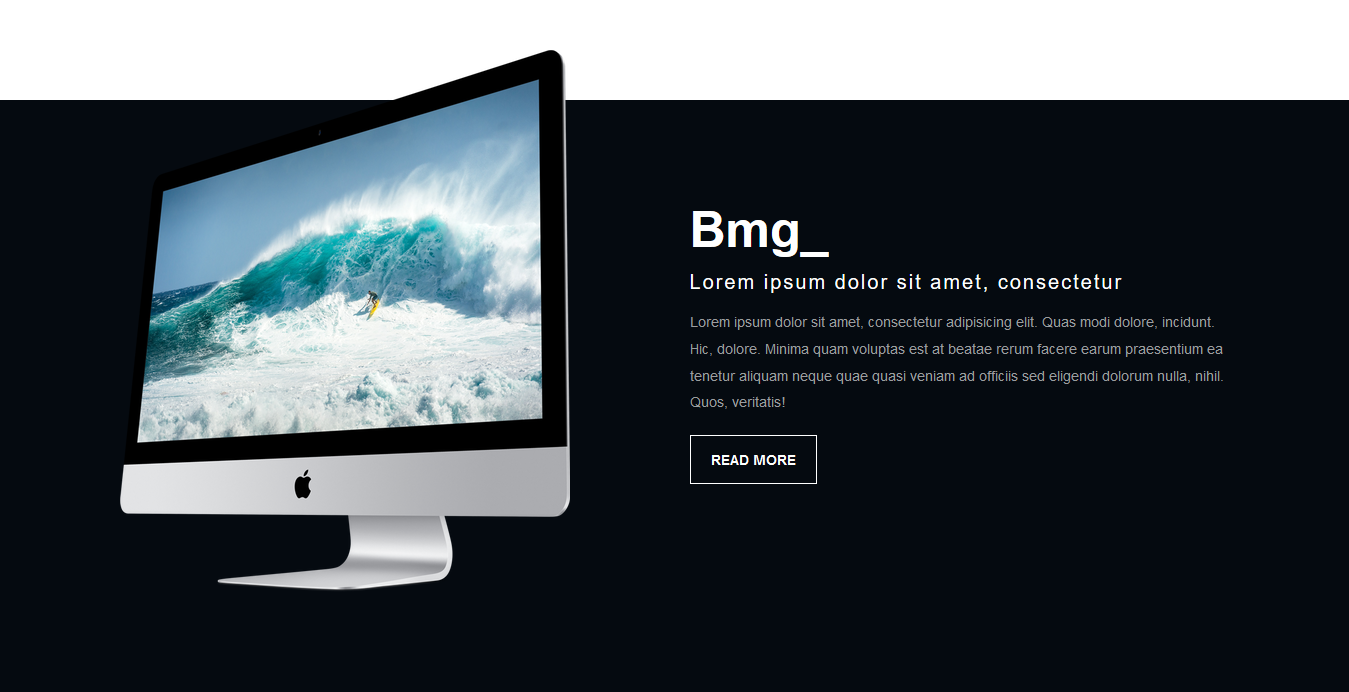 Bmg_
Lorem ipsum dolor sit amet, consectetur
Lorem ipsum dolor sit amet, consectetur adipisicing elit. Quas modi dolore, incidunt.
Hic, dolore. Minima quam voluptas est at beatae rerum facere earum praesentium ea
tenetur aliquam neque quae quasi veniam ad officiis sed eligendi dolorum nulla, nihil.
Quos, veritatis!
READ MORE